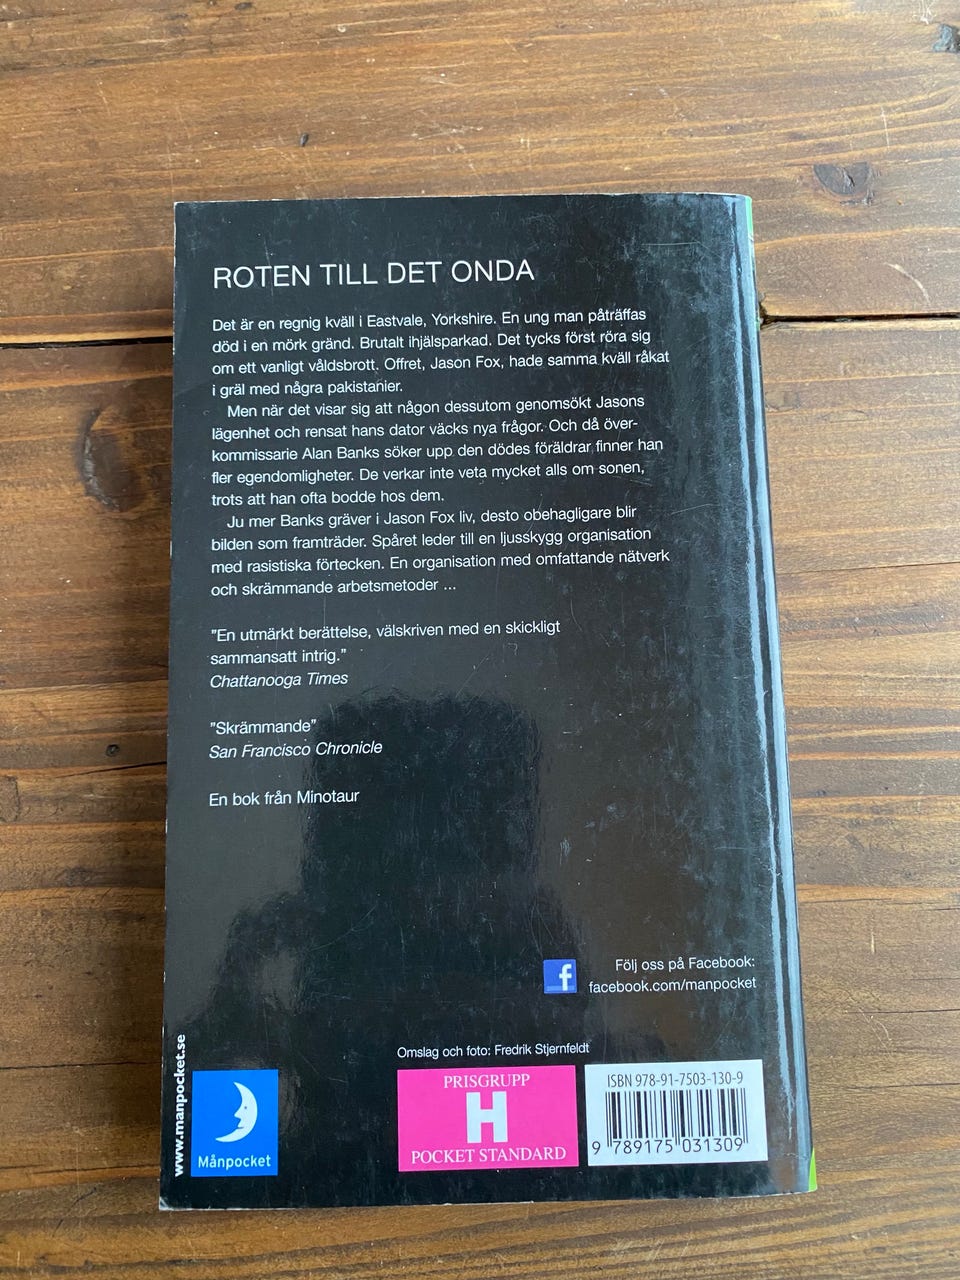 ROTEN TILL DET ONDA
Det är en regnig kväll i Eastvale, Yorkshire. En ung man påträffas
död i en mörk gränd. Brutalt ihjälsparkad. Det tycks först röra sig
om ett vanligt våldsbrott. Offret, Jason Fox, hade samma kväll råkat
i gräl med några pakistanier.
Men när det visar sig att någon dessutom genomsökt Jasons
lägenhet och rensat hans dator väcks nya frågor. Och då över-
kommissarie Alan Banks söker upp den dödes föräldrar finner han
fler egendomligheter. De verkar inte veta mycket alls om sonen,
trots att han ofta bodde hos dem.
Ju mer Banks gräver i Jason Fox liv, desto obehagligare blir
bilden som framträder. Spåret leder till en ljusskygg organisation
med rasistiska förtecken. En organisation med omfattande nätverk
och skrämmande arbetsmetoder ...
”En utmärkt berättelse, välskriven med en skickligt
sammansatt intrig.”
Chattanooga Times
”Skrämmande”
San Francisco Chronicle
En bok från Minotaur
f
Följ oss på Facebook:
facebook.com/manpocket
Omslag och foto: Fredrik Stjernfeldt
www.manpocket.se
Månpocket
PRISGRUPP
H
POCKET STANDARD
ISBN 978-91-7503-130-9
9 789175 031309